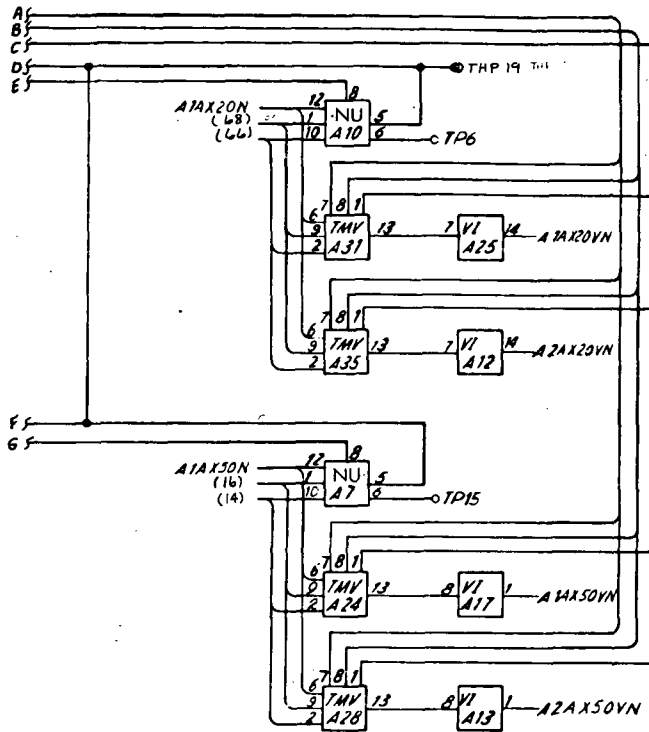 A
B
C
D THP 19
E
8
A1AX20N 12 NU 5
(68) 1
(66) 10 A10 6 TP6
7 8 1
6 TMV 13 7 VI 14 A1AX20VN
9
2 A31 A25
7 8 1
6 TMV 13 7 VI 14 A2AX20VN
9
2 A35 A12
F
G
8
A1AX50N 12 NU 5
(16) 1
(14) 10 A7 6 TP15
7 8 1
6 TMV 13 8 VI 1 A1AX50VN
9
2 A24 A17
7 8 1
6 TMV 13 8 VI 1 A2AX50VN
9
2 A28 A13